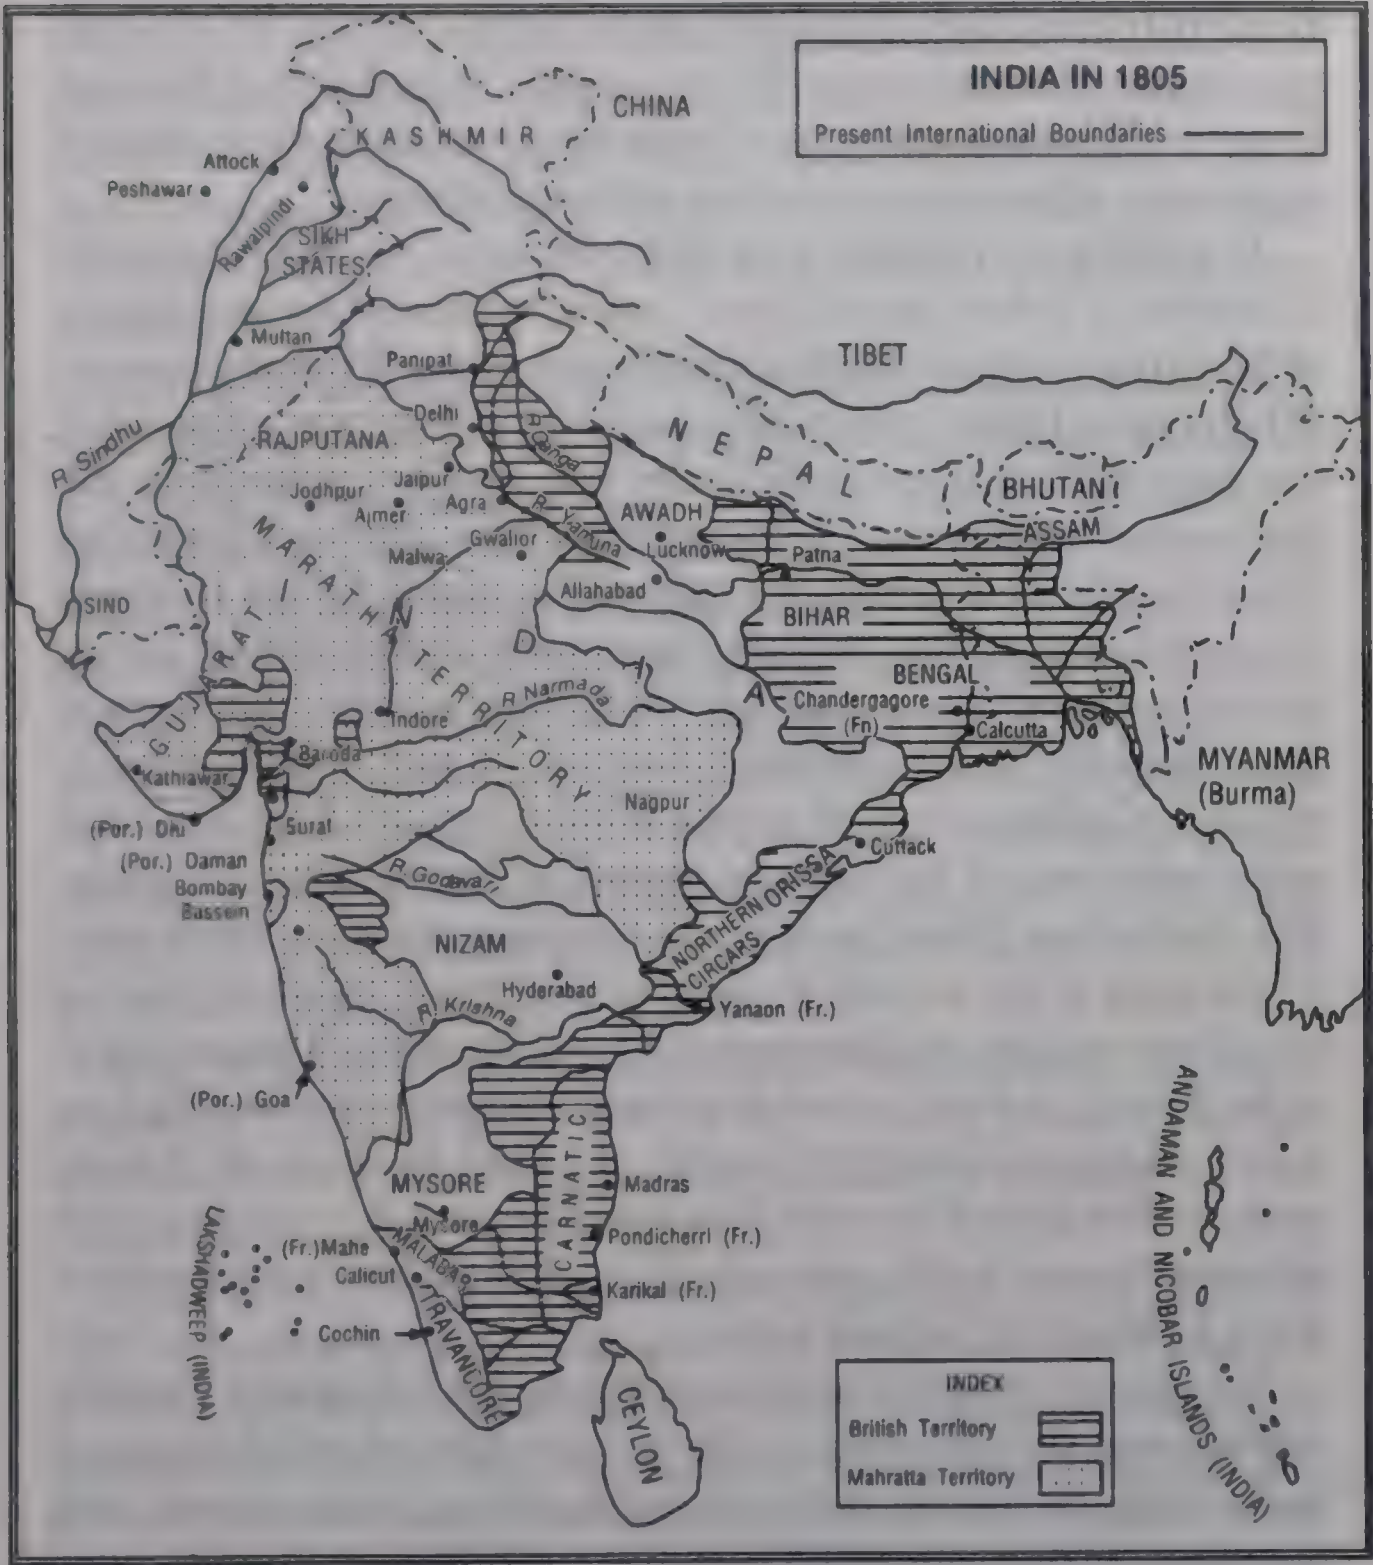 INDIA IN 1805
Present International Boundaries
CHINA
KASHMIR
Attock
Peshawar
Rawalpindi
SIKH
STATES
Multan
Panipat
TIBET
Delhi
R Ganga
NEPAL
R Sindhu
RAJPUTANA
Jaipur
Jodhpur
Ajmer
Agra
R. Yamuna
AWADH
Lucknow
BHUTAN
ASSAM
Gwalior
Malwa
Patna
Allahabad
SIND
BIHAR
MARATHA TERRITORY
INDIA
GUJARAT
BENGAL
Chandergagore
(Fn)
Calcutta
R Narmada
Indore
Baroda
Kathiawar
MYANMAR
(Burma)
Nagpur
(Por.) Diu
Surat
(Por.) Daman
Bombay
Bassein
Cuttack
ORISSA
R. Godavari
NORTHERN
CIRCARS
NIZAM
Hyderabad
R. Krishna
Yanaon (Fr.)
(Por.) Goa
CARNATIC
MYSORE
Mysore
Madras
(Fr.) Mahe
MALABAR
Pondicherri (Fr.)
Calicut
Karikal (Fr.)
Cochin
TRAVANCORE
LAKSHADWEEP (INDIA)
CEYLON
ANDAMAN AND NICOBAR ISLANDS (INDIA)
INDEX
British Territory
Mahratta Territory